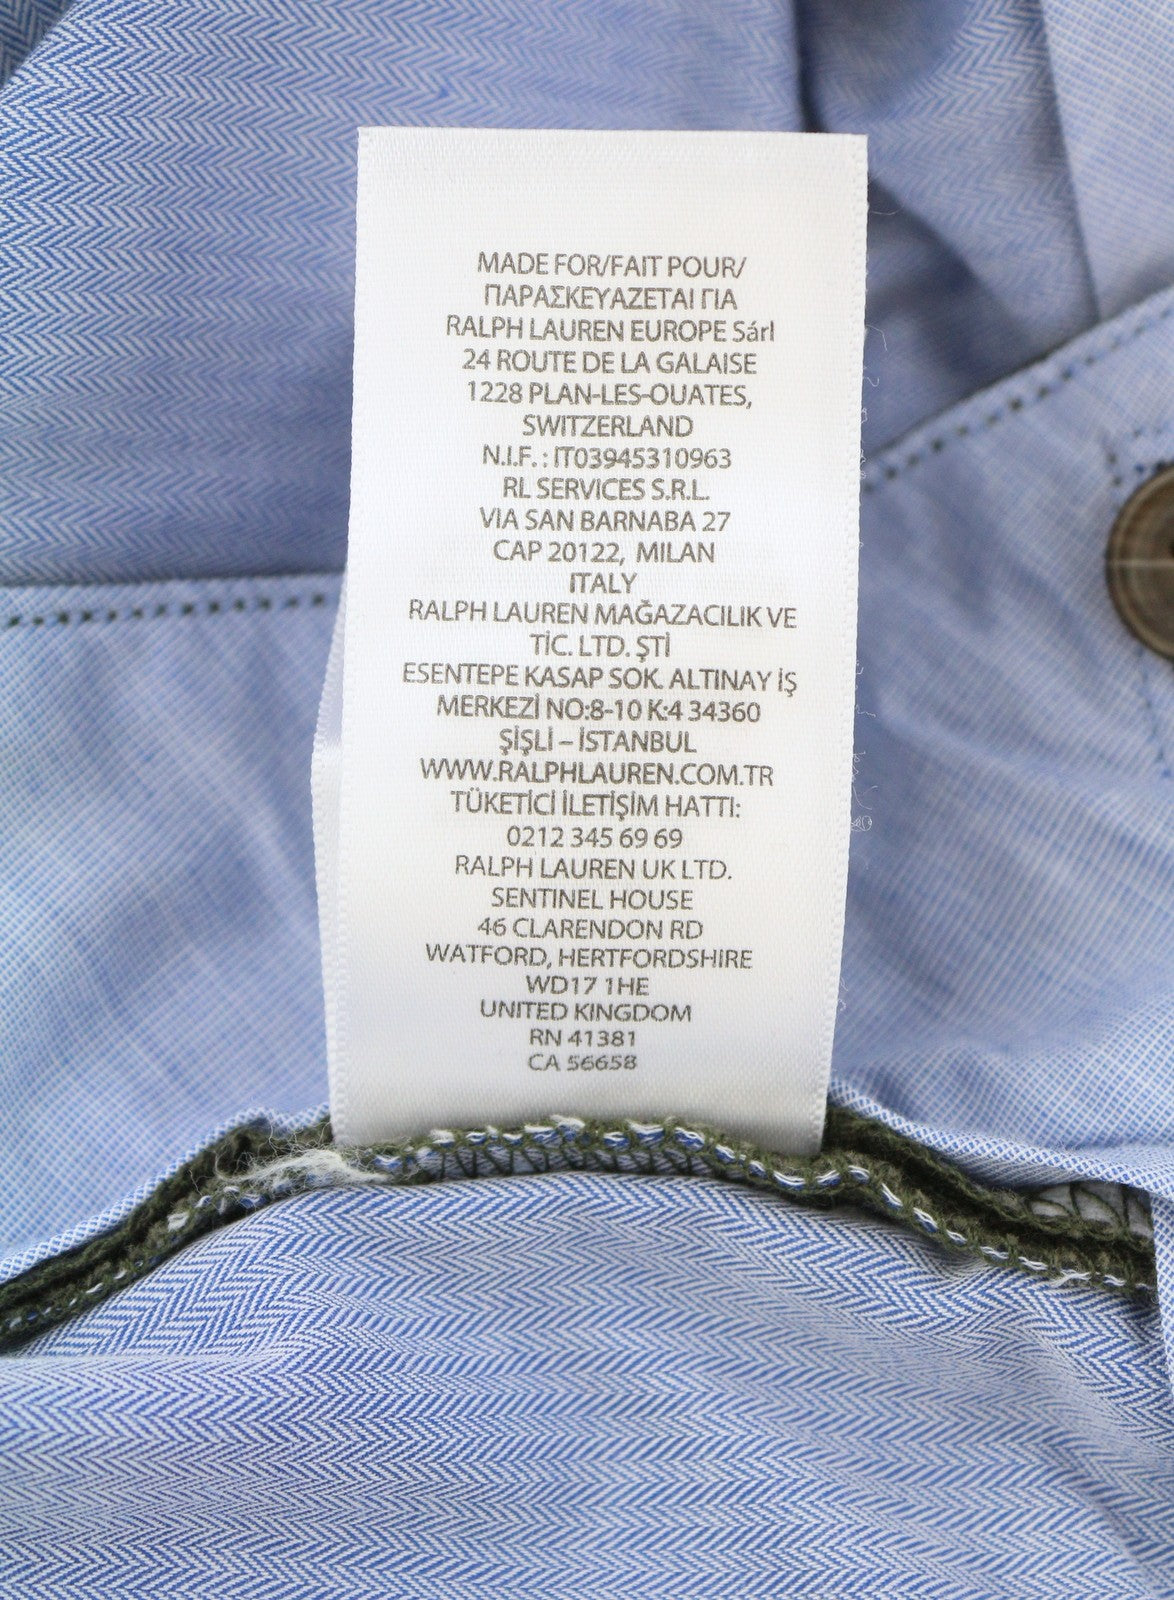 MADE FOR/FAIT POUR/
ΠΑΡΑΣΚΕΥΑΖΕΤΑΙ ΓΙΑ
RALPH LAUREN EUROPE Sárl
24 ROUTE DE LA GALAISE
1228 PLAN-LES-OUATES,
SWITZERLAND
N.I.F. : IT03945310963
RL SERVICES S.R.L.
VIA SAN BARNABA 27
CAP 20122, MILAN
ITALY
RALPH LAUREN MAĞAZACILIK VE
TİC. LTD. ŞTİ
ESENTEPE KASAP SOK. ALTINAY İŞ
MERKEZİ NO:8-10 K:4 34360
ŞİŞLİ – İSTANBUL
WWW.RALPHLAUREN.COM.TR
TÜKETİCİ İLETİŞİM HATTI:
0212 345 69 69
RALPH LAUREN UK LTD.
SENTINEL HOUSE
46 CLARENDON RD
WATFORD, HERTFORDSHIRE
WD17 1HE
UNITED KINGDOM
RN 41381
CA 56658